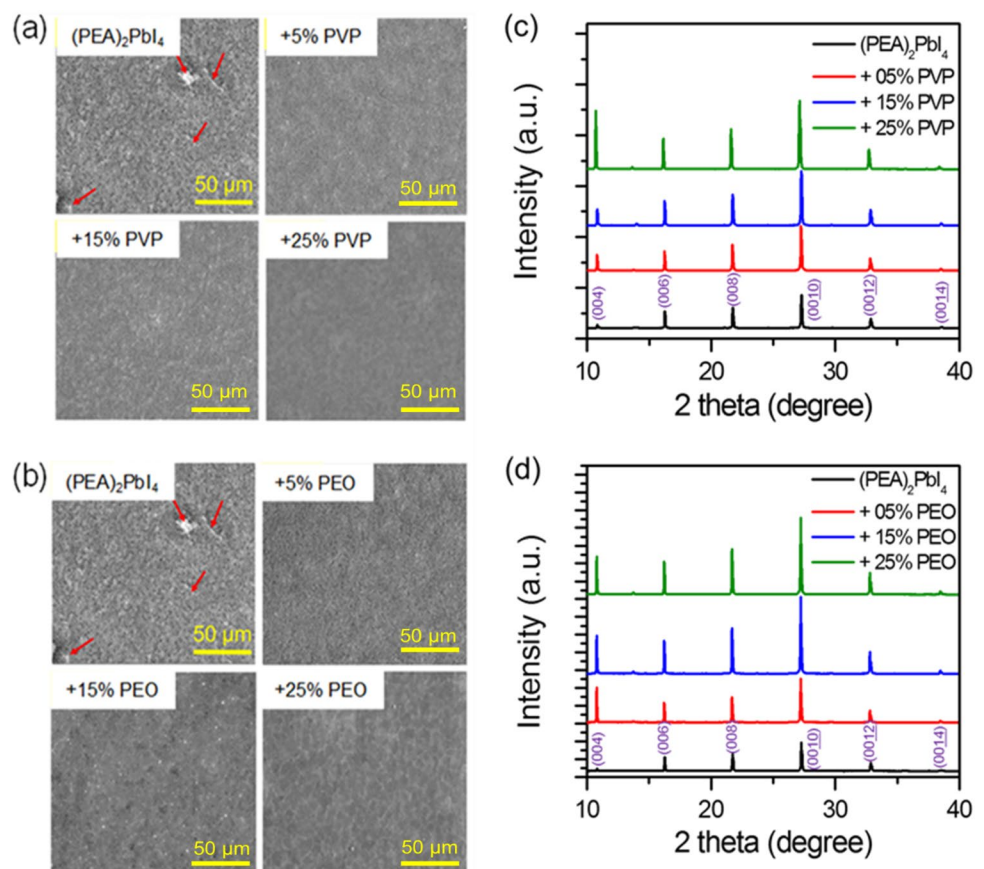 (a)
(PEA)₂PbI₄
+5% PVP
50 µm
50 µm
+15% PVP
+25% PVP
50 µm
50 µm
(b)
(PEA)₂PbI₄
+5% PEO
50 µm
50 µm
+15% PEO
+25% PEO
50 µm
50 µm
(c)
(PEA)₂PbI₄
+ 05% PVP
+ 15% PVP
+ 25% PVP
Intensity (a.u.)
(004)
(006)
(008)
(0010)
(0012)
(0014)
10 20 30 40
2 theta (degree)
(d)
(PEA)₂PbI₄
+ 05% PEO
+ 15% PEO
+ 25% PEO
Intensity (a.u.)
(004)
(006)
(008)
(0010)
(0012)
(0014)
10 20 30 40
2 theta (degree)